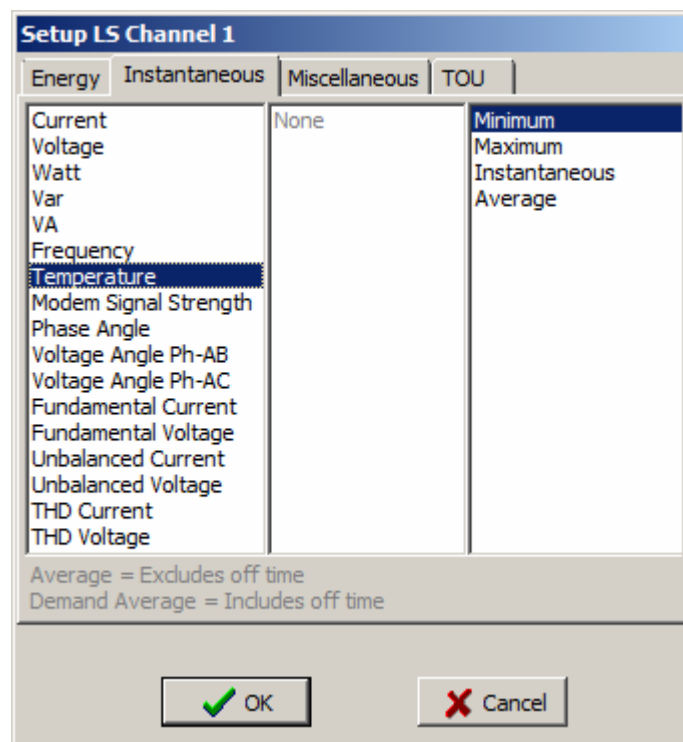 Setup LS Channel 1
Energy
Instantaneous
Miscellaneous
TOU
Current
Voltage
Watt
Var
VA
Frequency
Temperature
Modem Signal Strength
Phase Angle
Voltage Angle Ph-AB
Voltage Angle Ph-AC
Fundamental Current
Fundamental Voltage
Unbalanced Current
Unbalanced Voltage
THD Current
THD Voltage
None
Minimum
Maximum
Instantaneous
Average
Average = Excludes off time
Demand Average = Includes off time
OK
Cancel